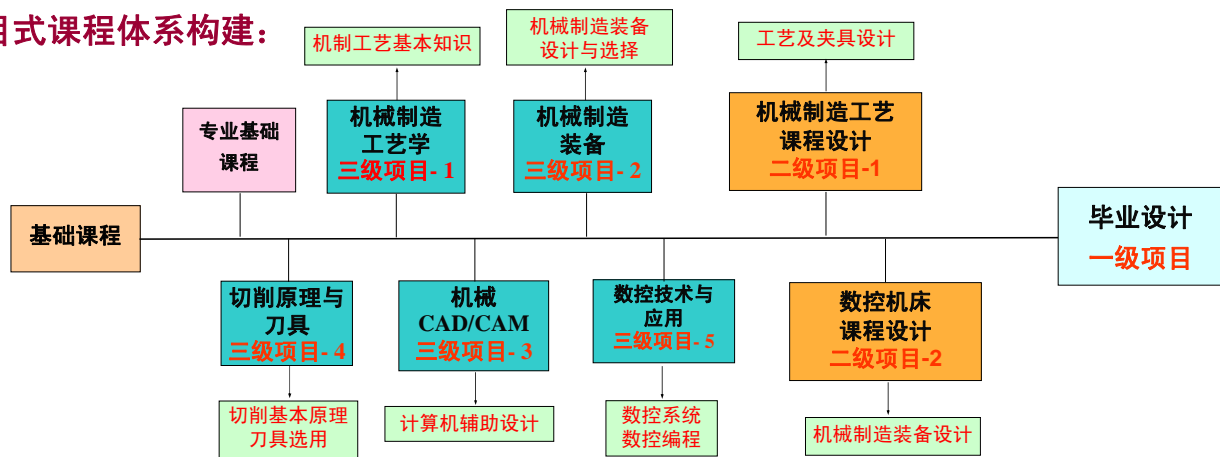 目式课程体系构建：
机制工艺基本知识
机械制造装备
设计与选择
工艺及夹具设计
专业基础
课程
机械制造
工艺学
三级项目- 1
机械制造
装备
三级项目- 2
机械制造工艺
课程设计
二级项目-1
基础课程
毕业设计
一级项目
切削原理与
刀具
三级项目- 4
机械
CAD/CAM
三级项目- 3
数控技术与
应用
三级项目- 5
数控机床
课程设计
二级项目-2
切削基本原理
刀具选用
计算机辅助设计
数控系统
数控编程
机械制造装备设计